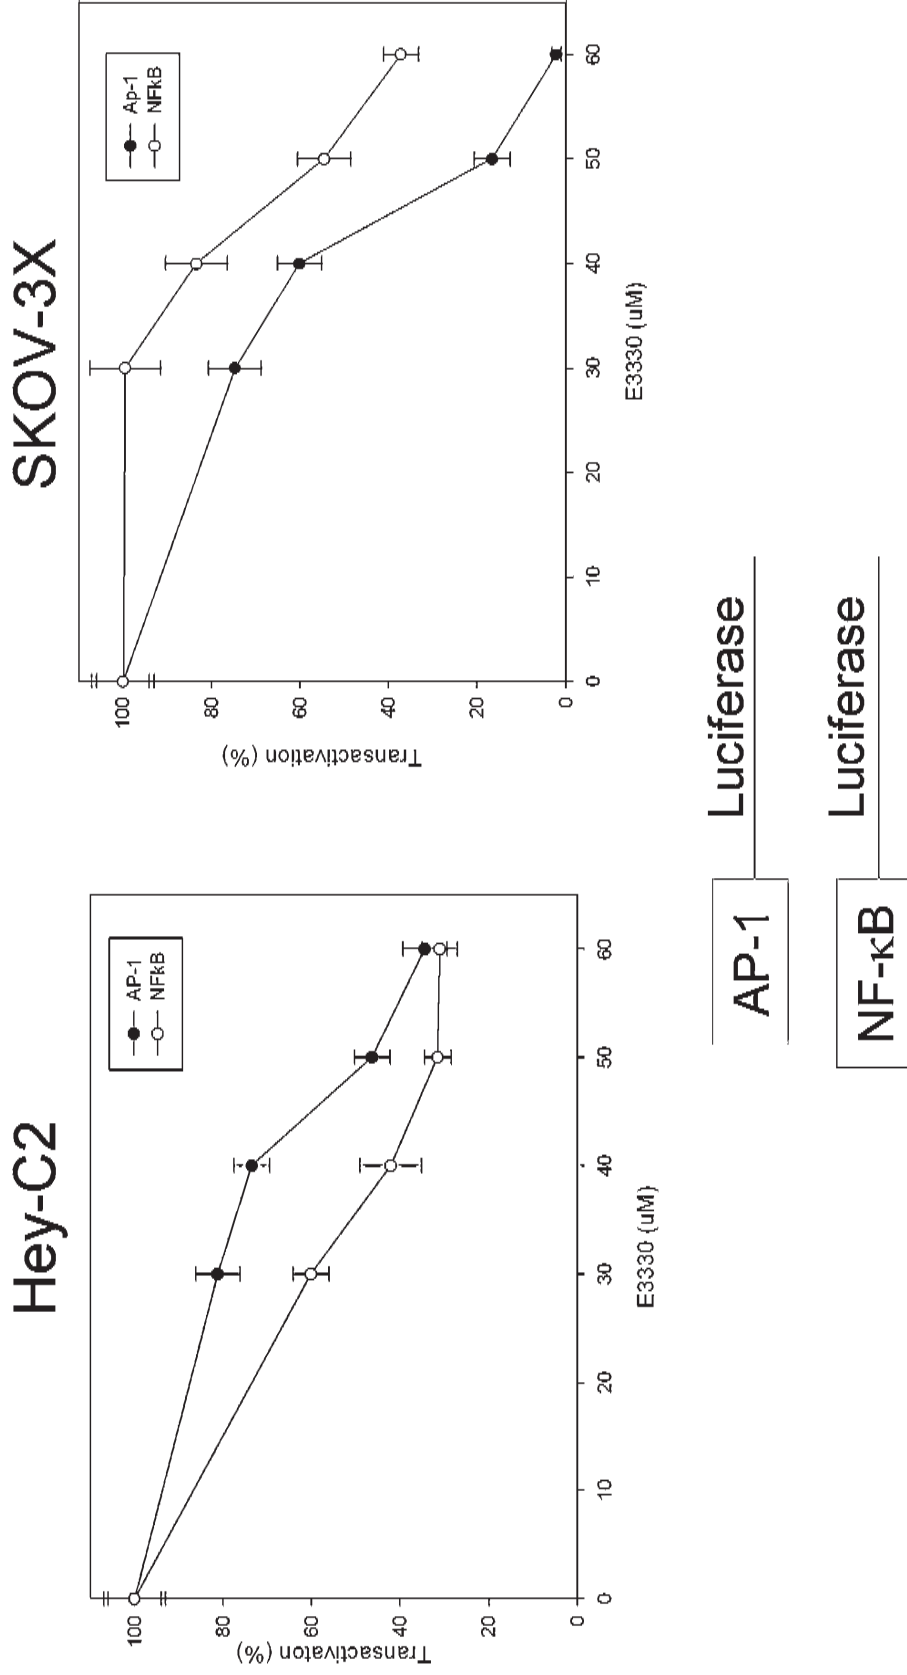 Hey-C2
AP-1
NFkB
100
80
60
40
20
0
Transactivaton (%)
0 10 20 30 40 50 60
E3330 (uM)
SKOV-3X
Ap-1
NFkB
100
80
60
40
20
0
Transactivation (%)
0 10 20 30 40 50 60
E3330 (uM)
AP-1 Luciferase
NF-κB Luciferase